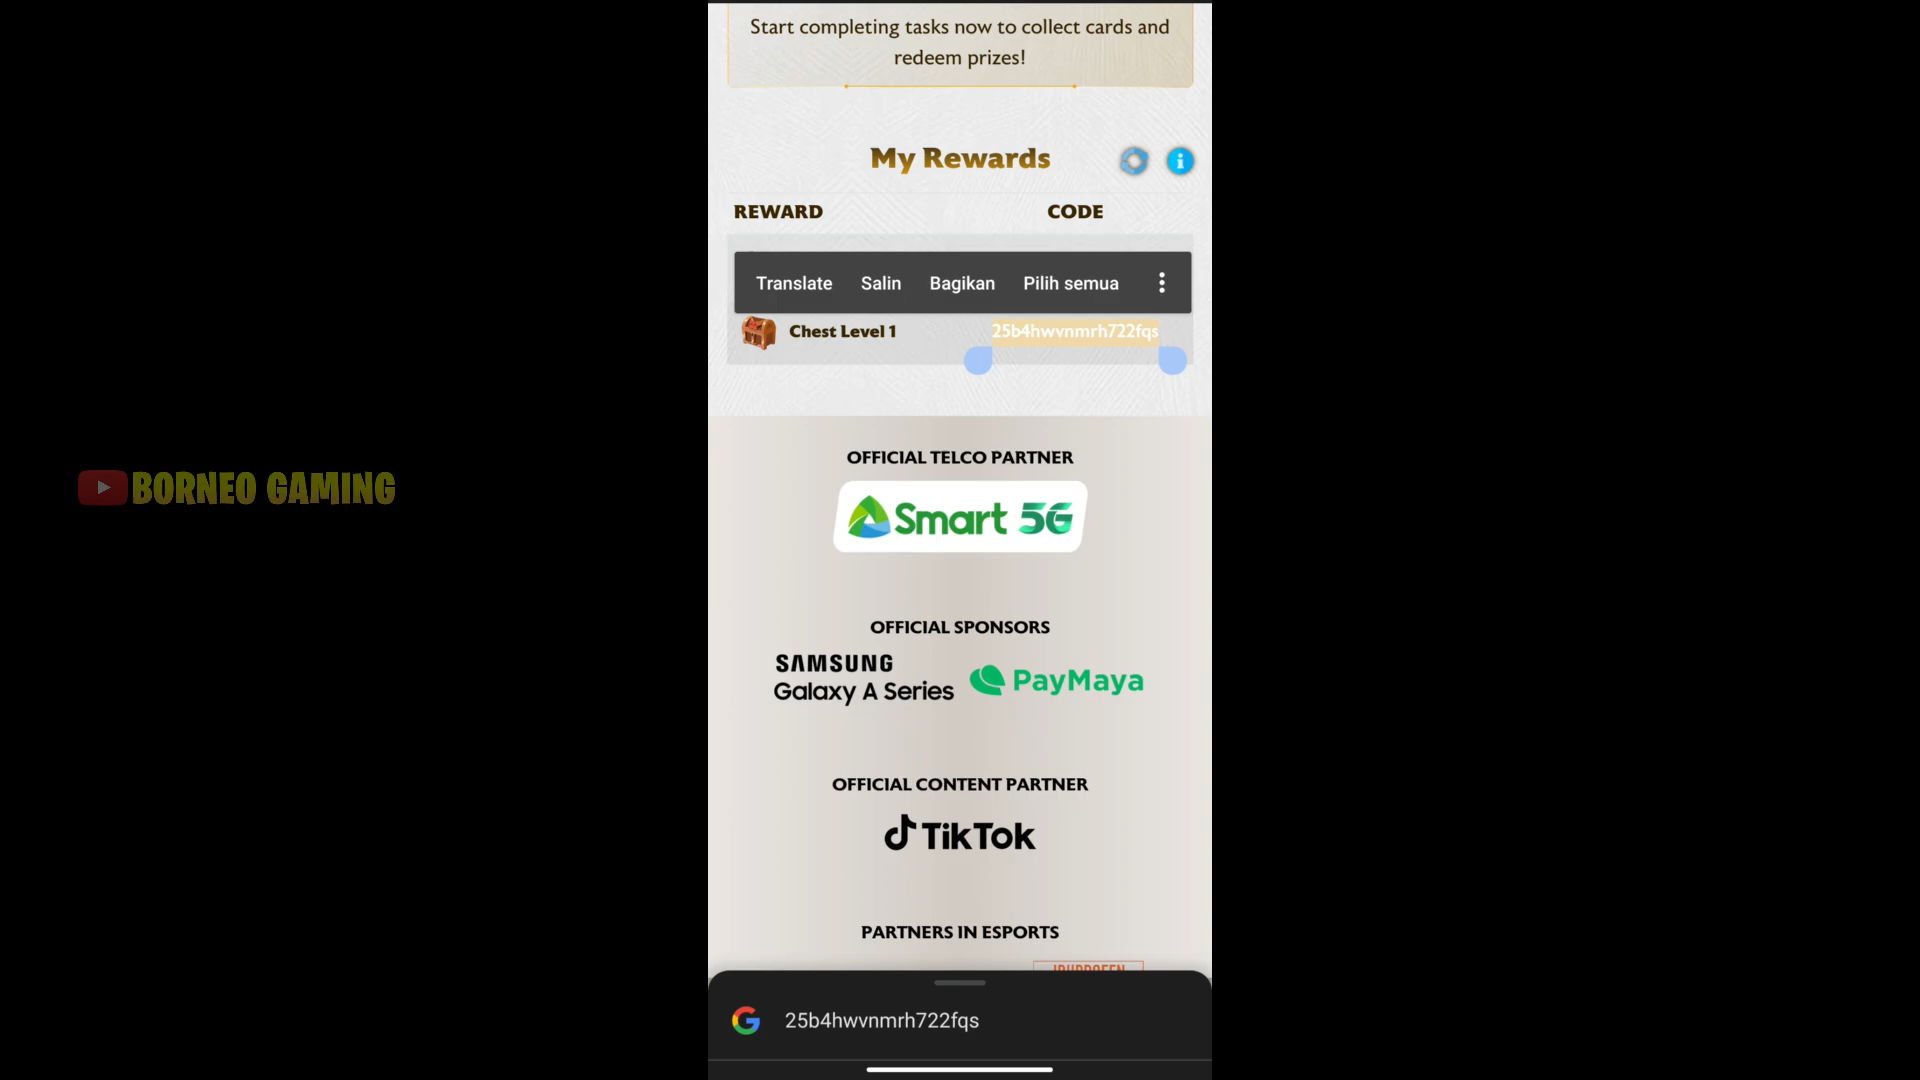 Start completing tasks now to collect cards and
redeem prizes!
My Rewards
REWARD CODE
Translate Salin Bagikan Pilih semua
Chest Level 1 25b4hwvnmrh722fqs
BORNEO GAMING
OFFICIAL TELCO PARTNER
Smart 5G
OFFICIAL SPONSORS
SAMSUNG
Galaxy A Series
PayMaya
OFFICIAL CONTENT PARTNER
TikTok
PARTNERS IN ESPORTS
25b4hwvnmrh722fqs